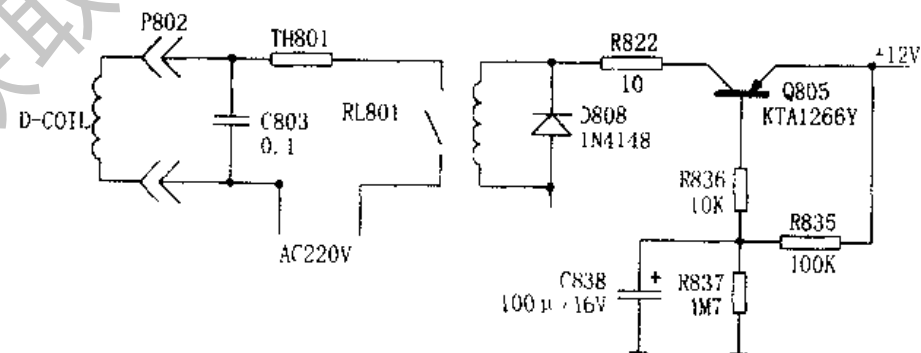 P802
TH801
R822
+12V
10
Q805
KTA1266Y
D-COIL
C803
0.1
RL801
D808
1N4148
R836
10K
R835
100K
AC220V
C838
100μ/16V
+
R837
1M7